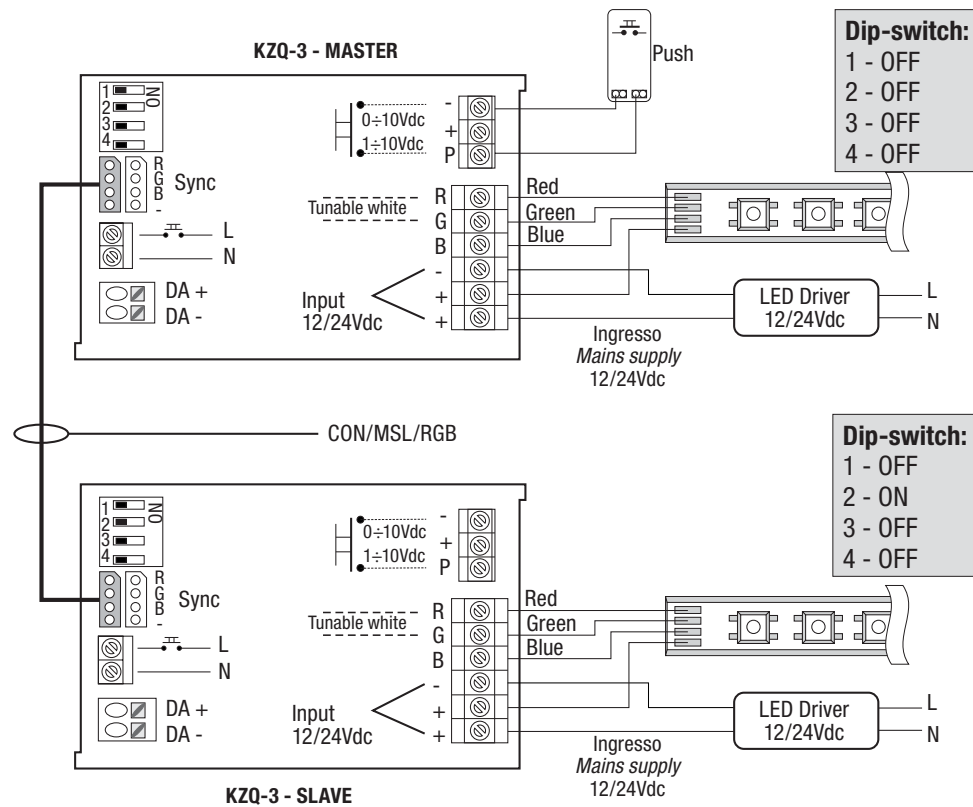 KZQ-3 - MASTER
Push
Dip-switch:
1 - OFF
2 - OFF
3 - OFF
4 - OFF
1
2
3
4
NO
0÷10Vdc
1÷10Vdc
-
+
P
R
G
B
-
Sync
L
N
DA +
DA -
Tunable white
R
G
B
-
+
+
Red
Green
Blue
Input
12/24Vdc
LED Driver
12/24Vdc
L
N
Ingresso
Mains supply
12/24Vdc
CON/MSL/RGB
Dip-switch:
1 - OFF
2 - ON
3 - OFF
4 - OFF
1
2
3
4
NO
0÷10Vdc
1÷10Vdc
-
+
P
R
G
B
-
Sync
L
N
DA +
DA -
Tunable white
R
G
B
-
+
+
Red
Green
Blue
Input
12/24Vdc
LED Driver
12/24Vdc
L
N
Ingresso
Mains supply
12/24Vdc
KZQ-3 - SLAVE